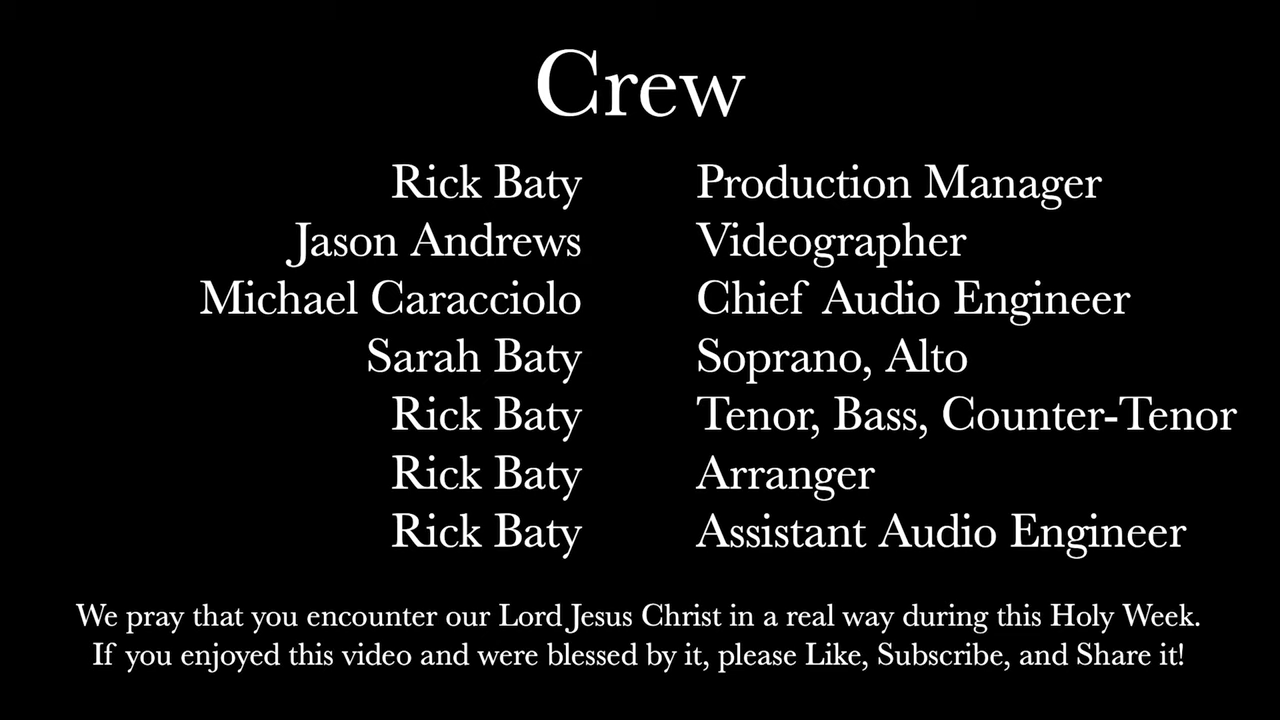 Crew
Rick Baty Production Manager
Jason Andrews Videographer
Michael Caracciolo Chief Audio Engineer
Sarah Baty Soprano, Alto
Rick Baty Tenor, Bass, Counter-Tenor
Rick Baty Arranger
Rick Baty Assistant Audio Engineer
We pray that you encounter our Lord Jesus Christ in a real way during this Holy Week.
If you enjoyed this video and were blessed by it, please Like, Subscribe, and Share it!